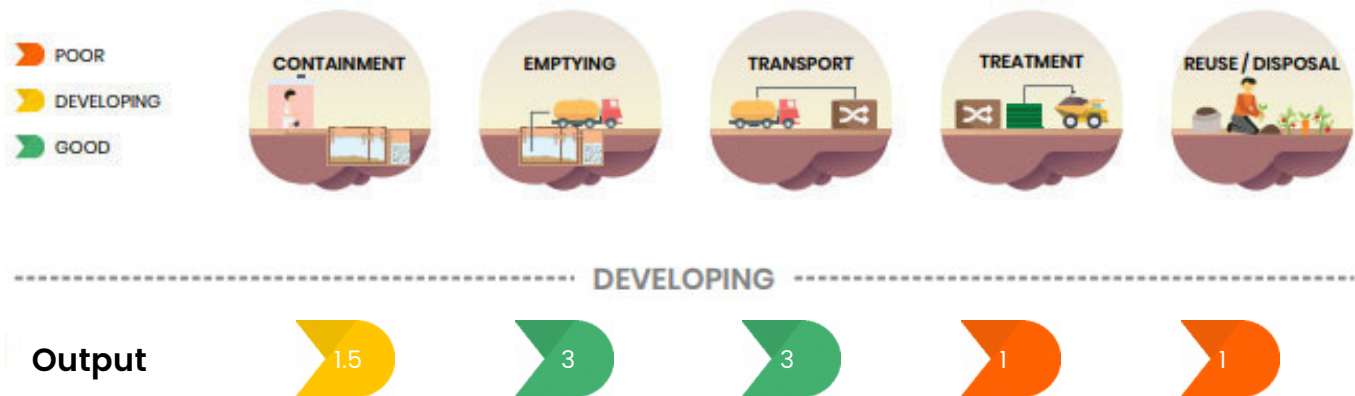 POOR
DEVELOPING
GOOD
CONTAINMENT
EMPTYING
TRANSPORT
TREATMENT
REUSE / DISPOSAL
DEVELOPING
Output
1.5
3
3
1
1